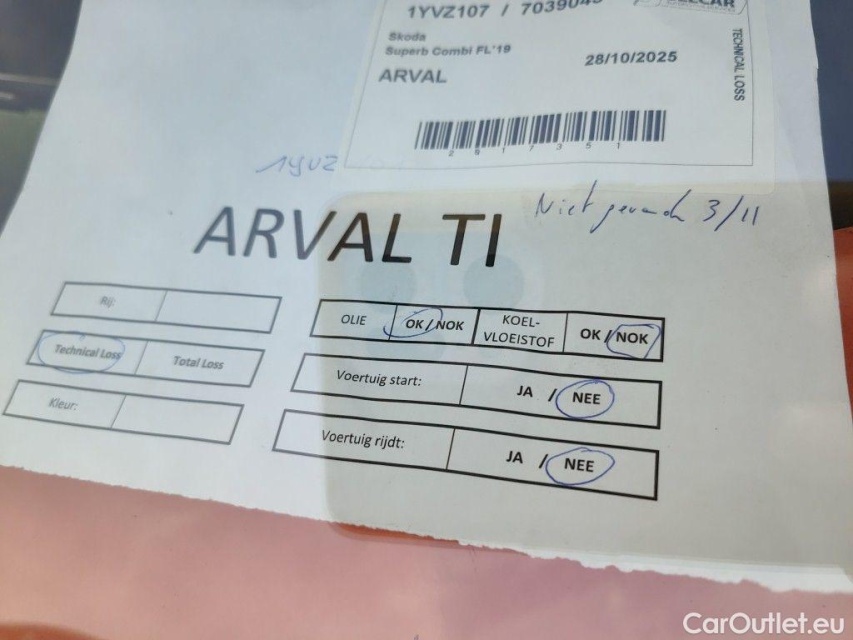 1YVZ107 / 7039045
Skoda
Superb Combi FL'19
28/10/2025
ARVAL
TECHNICAL LOSS
2817351
1YVZ
Niet 3/11
ARVAL TI
Rij:
OLIE OK/NOK KOEL-VLOEISTOF OK/NOK
Technical Loss Total Loss
Voertuig start: JA / NEE
Kleur:
Voertuig rijdt: JA / NEE
CarOutlet.eu